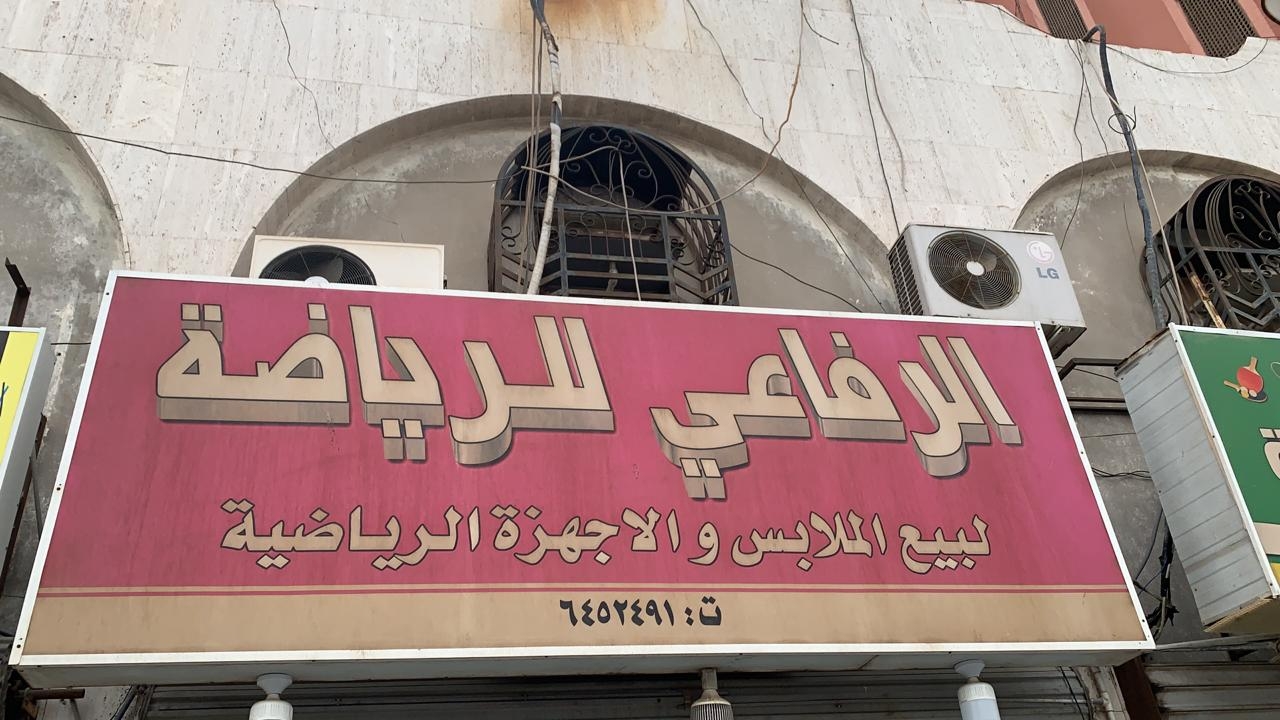 الرفاعي للرياضة
لبيع الملابس و الاجهزة الرياضية
ت: ٦٤٥٢٤٩١
LG